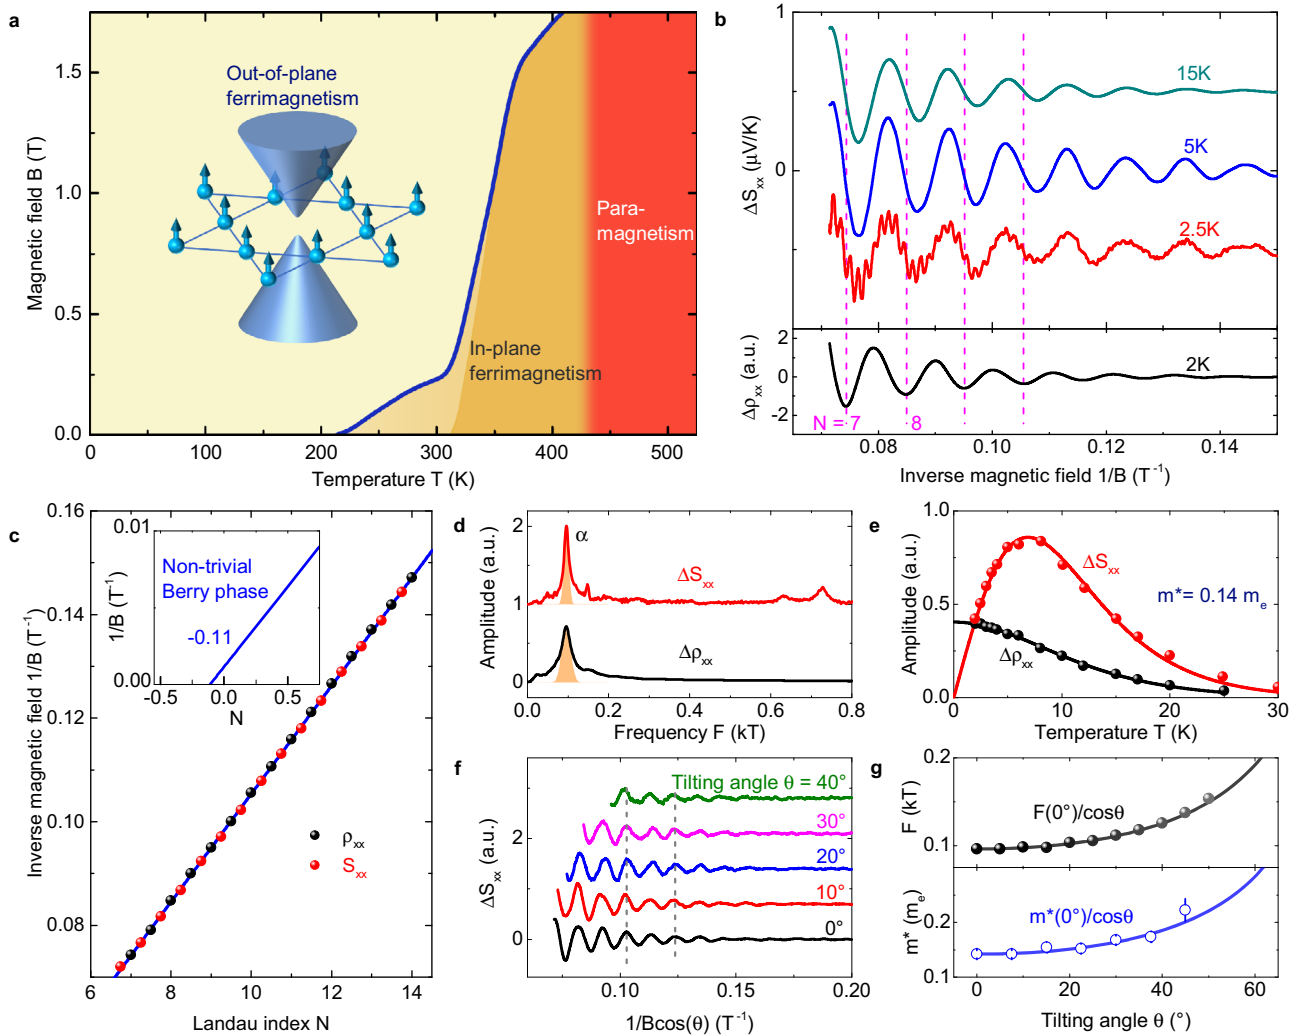 a
Magnetic field B (T)
1.5
1.0
0.5
0.0
Out-of-plane
ferrimagnetism
Para-
magnetism
In-plane
ferrimagnetism
0
100
200
300
400
500
Temperature T (K)
b
ΔSxx (μV/K)
1
0
15K
5K
2.5K
Δρxx (a.u.)
2
0
-2
2K
N = 7
8
0.08
0.10
0.12
0.14
Inverse magnetic field 1/B (T⁻¹)
c
Inverse magnetic field 1/B (T⁻¹)
0.16
0.14
0.12
0.10
0.08
0.01
0.00
1/B (T⁻¹)
Non-trivial
Berry phase
-0.11
-0.5
0.0
0.5
N
ρxx
Sxx
6
8
10
12
14
Landau index N
d
Amplitude (a.u.)
2
1
0
α
ΔSxx
Δρxx
0.0
0.2
0.4
0.6
0.8
Frequency F (kT)
e
Amplitude (a.u.)
1.0
0.5
0.0
ΔSxx
m*= 0.14 me
Δρxx
0
10
20
30
Temperature T (K)
f
ΔSxx (a.u.)
2
0
Tilting angle θ = 40°
30°
20°
10°
0°
0.10
0.15
0.20
1/Bcos(θ) (T⁻¹)
g
F (kT)
0.2
0.1
F(0°)/cosθ
m* (me)
0.2
0.1
m*(0°)/cosθ
0
20
40
60
Tilting angle θ (°)